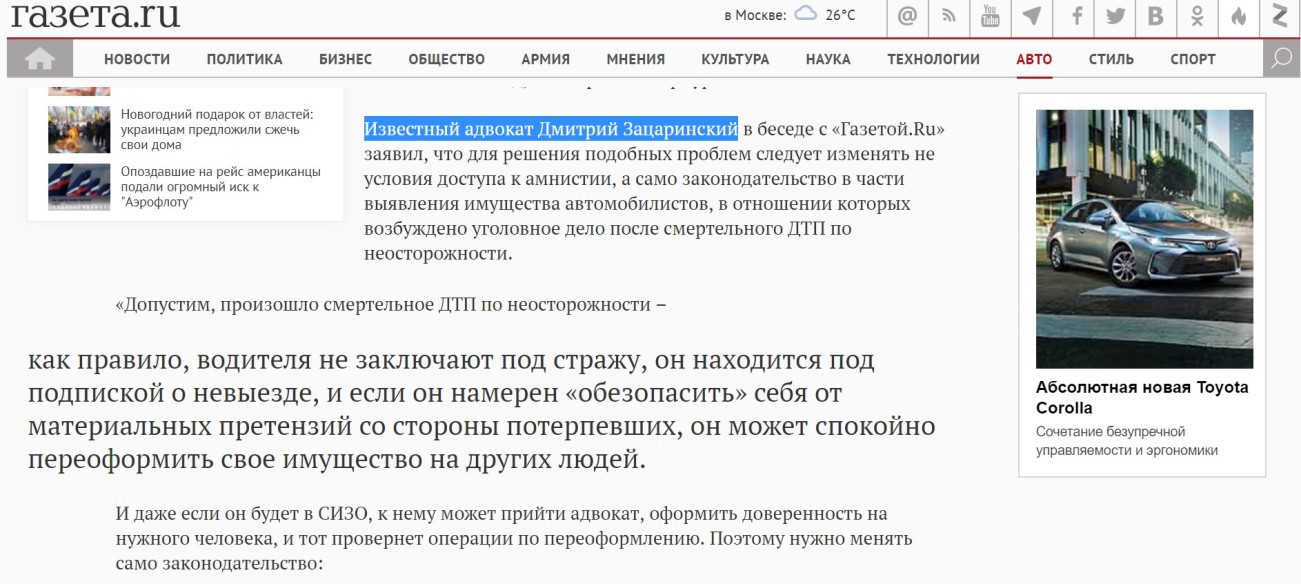 газета.ru
в Москве: 26°C
@
You
Tube
f
B
Z
НОВОСТИ ПОЛИТИКА БИЗНЕС ОБЩЕСТВО АРМИЯ МНЕНИЯ КУЛЬТУРА НАУКА ТЕХНОЛОГИИ АВТО СТИЛЬ СПОРТ
Новогодний подарок от властей:
украинцам предложили сжечь
свои дома
Опоздавшие на рейс американцы
подали огромный иск к
"Аэрофлоту"
Известный адвокат Дмитрий Зацаринский в беседе с «Газетой.Ru»
заявил, что для решения подобных проблем следует изменять не
условия доступа к амнистии, а само законодательство в части
выявления имущества автомобилистов, в отношении которых
возбуждено уголовное дело после смертельного ДТП по
неосторожности.
«Допустим, произошло смертельное ДТП по неосторожности –
как правило, водителя не заключают под стражу, он находится под
подпиской о невыезде, и если он намерен «обезопасить» себя от
материальных претензий со стороны потерпевших, он может спокойно
переоформить свое имущество на других людей.
И даже если он будет в СИЗО, к нему может прийти адвокат, оформить доверенность на
нужного человека, и тот провернет операции по переоформлению. Поэтому нужно менять
само законодательство:
Абсолютная новая Toyota
Corolla
Сочетание безупречной
управляемости и эргономики